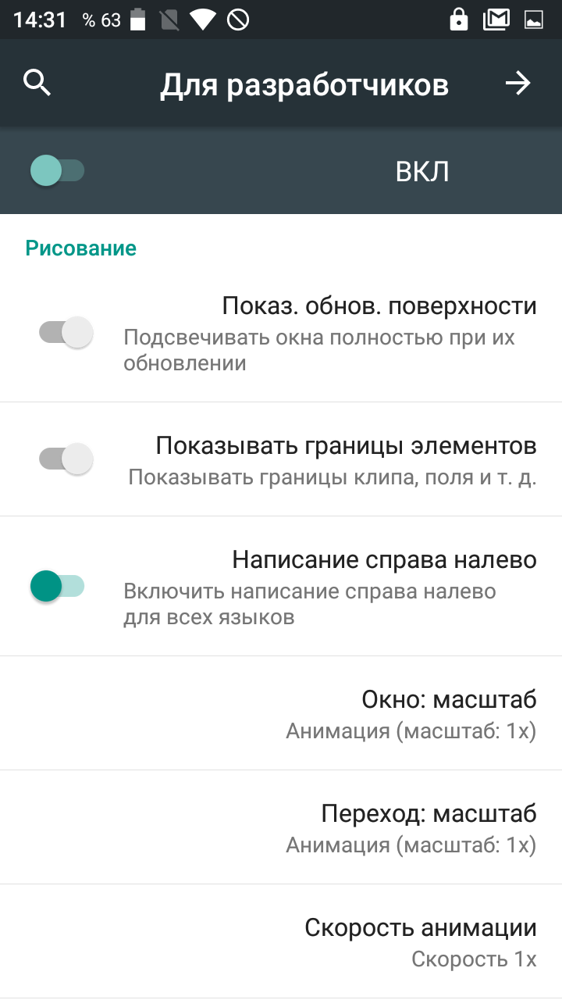 14:31 % 63
Для разработчиков
ВКЛ
Рисование
Показ. обнов. поверхности
Подсвечивать окна полностью при их
обновлении
Показывать границы элементов
Показывать границы клипа, поля и т. д.
Написание справа налево
Включить написание справа налево
для всех языков
Окно: масштаб
Анимация (масштаб: 1x)
Переход: масштаб
Анимация (масштаб: 1x)
Скорость анимации
Скорость 1x